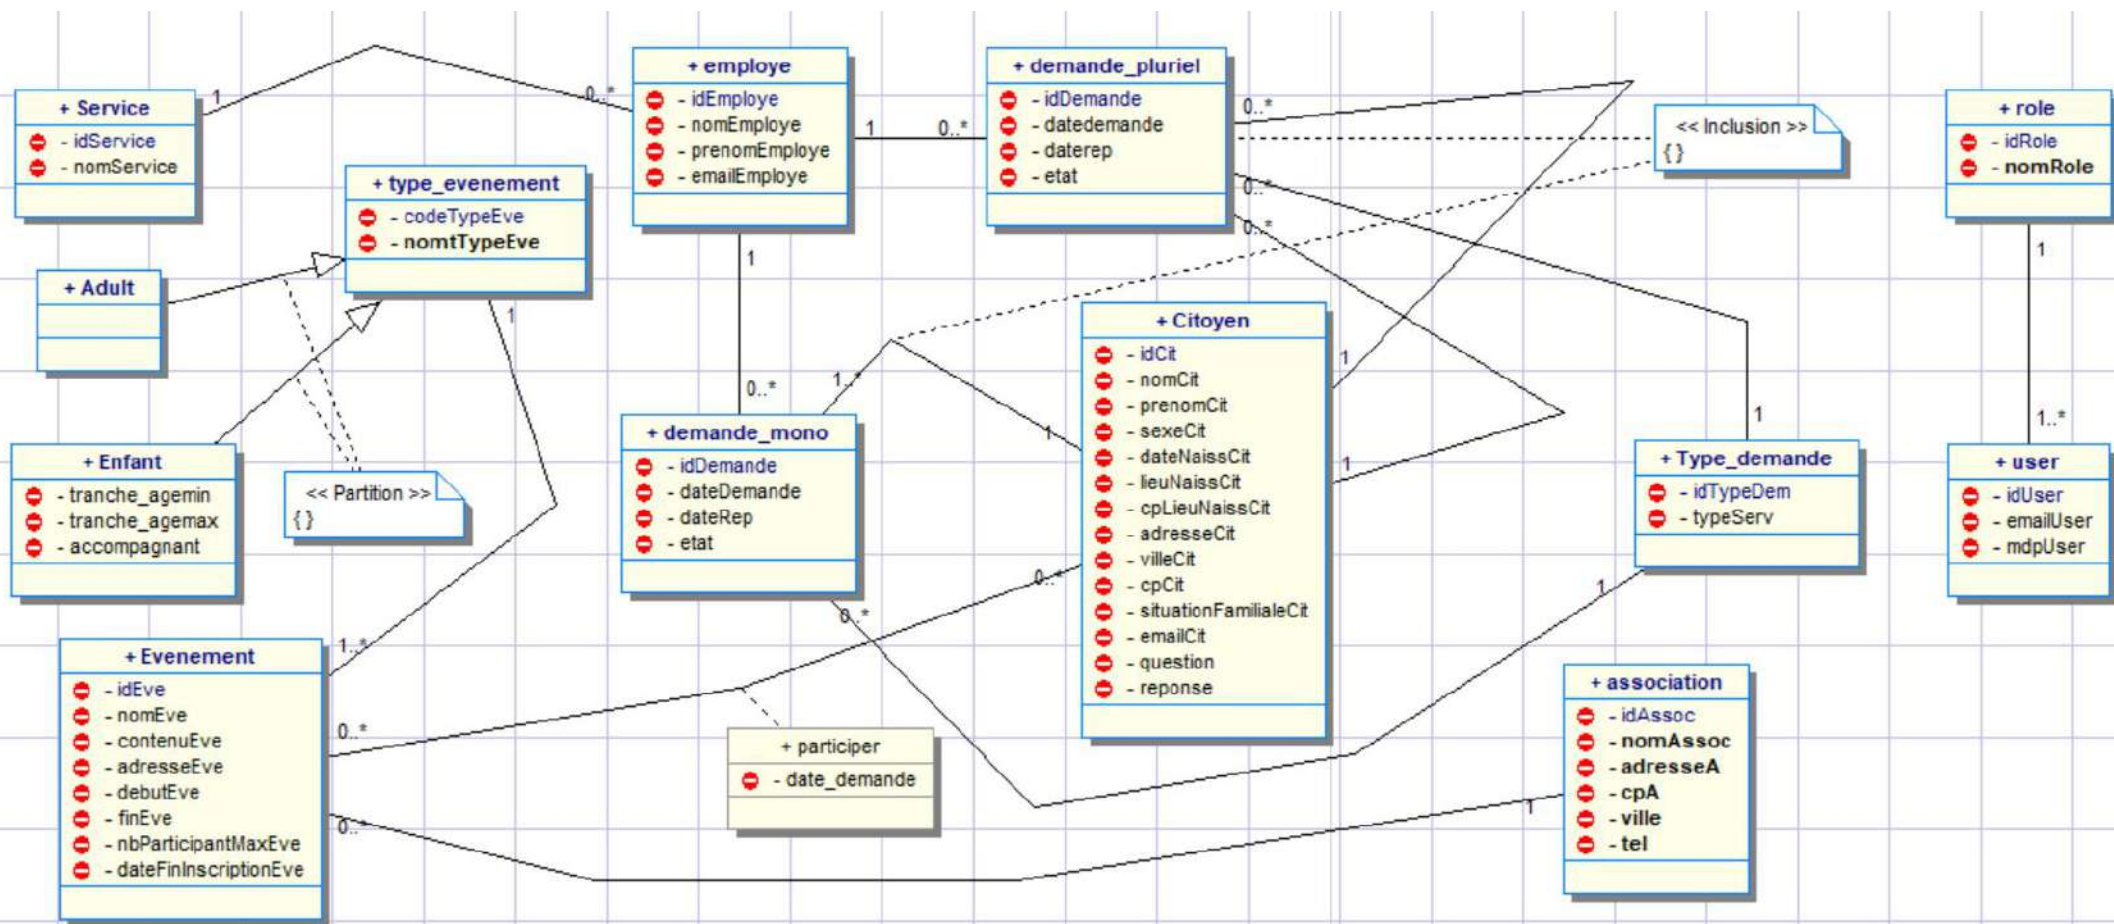 + Service
- idService
- nomService
1
0..*
+ employe
- idEmploye
- nomEmploye
- prenomEmploye
- emailEmploye
1
0..*
+ demande_pluriel
- idDemande
- datedemande
- daterep
- etat
0..*
0..*
0..*
<< Inclusion >>
{ }
+ role
- idRole
- nomRole
1
1..*
+ type_evenement
- codeTypeEve
- nomtTypeEve
1
+ Adult
1
0..*
+ Enfant
- tranche_agemin
- tranche_agemax
- accompagnant
<< Partition >>
{ }
+ demande_mono
- idDemande
- dateDemande
- dateRep
- etat
1..*
1
0..*
+ Citoyen
- idCit
- nomCit
- prenomCit
- sexeCit
- dateNaissCit
- lieuNaissCit
- cpLieuNaissCit
- adresseCit
- villeCit
- cpCit
- situationFamilialeCit
- emailCit
- question
- reponse
1
1
0..*
1
+ Type_demande
- idTypeDem
- typeServ
1
+ user
- idUser
- emailUser
- mdpUser
+ Evenement
- idEve
- nomEve
- contenuEve
- adresseEve
- debutEve
- finEve
- nbParticipantMaxEve
- dateFinInscriptionEve
1..*
0..*
0..*
+ participer
- date_demande
1
+ association
- idAssoc
- nomAssoc
- adresseA
- cpA
- ville
- tel